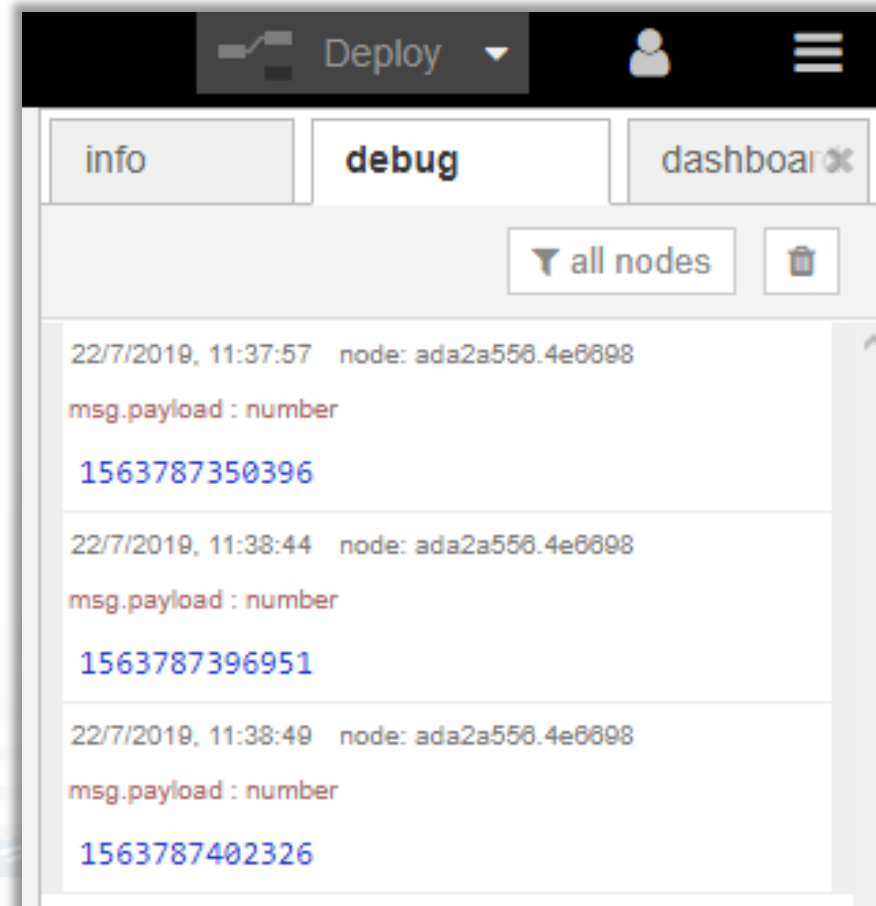 Deploy
info debug dashboar
all nodes
22/7/2019, 11:37:57 node: ada2a556.4e6698
msg.payload : number
1563787350396
22/7/2019, 11:38:44 node: ada2a556.4e6698
msg.payload : number
1563787396951
22/7/2019, 11:38:49 node: ada2a556.4e6698
msg.payload : number
1563787402326